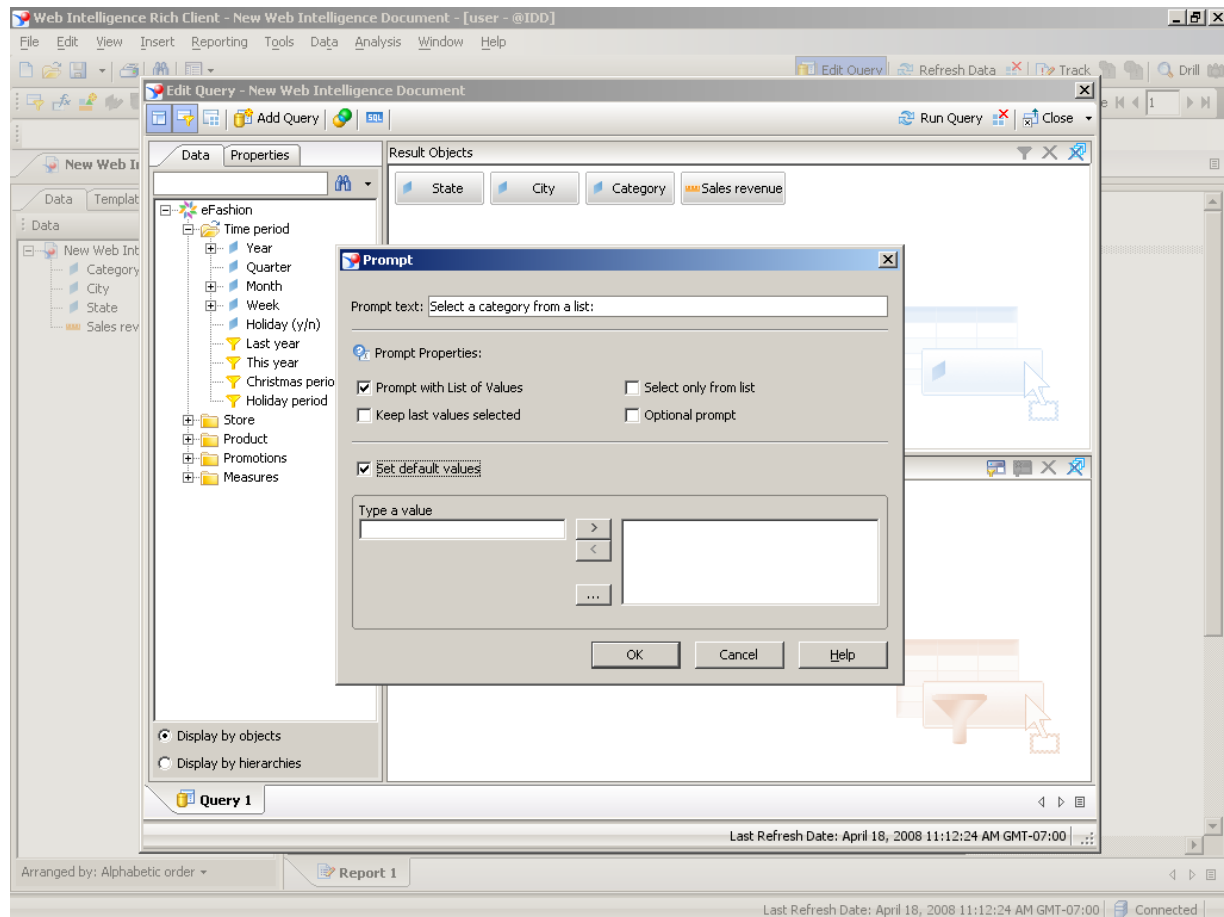 Web Intelligence Rich Client - New Web Intelligence Document - [user - @IDD]
File Edit View Insert Reporting Tools Data Analysis Window Help
Edit Query Refresh Data Track Drill
Edit Query - New Web Intelligence Document
Add Query SQL Run Query Close
1
New Web I
Data Properties
Result Objects
State City Category Sales revenue
Data Templat
Data
New Web Int
Category
City
State
Sales rev
eFashion
Time period
Year
Quarter
Month
Week
Holiday (y/n)
Last year
This year
Christmas perio
Holiday period
Store
Product
Promotions
Measures
Prompt
Prompt text: Select a category from a list:
Prompt Properties:
Prompt with List of Values Select only from list
Keep last values selected Optional prompt
Set default values
Type a value
>
<
...
OK Cancel Help
Display by objects
Display by hierarchies
Query 1
Last Refresh Date: April 18, 2008 11:12:24 AM GMT-07:00
Arranged by: Alphabetic order Report 1
Last Refresh Date: April 18, 2008 11:12:24 AM GMT-07:00 Connected